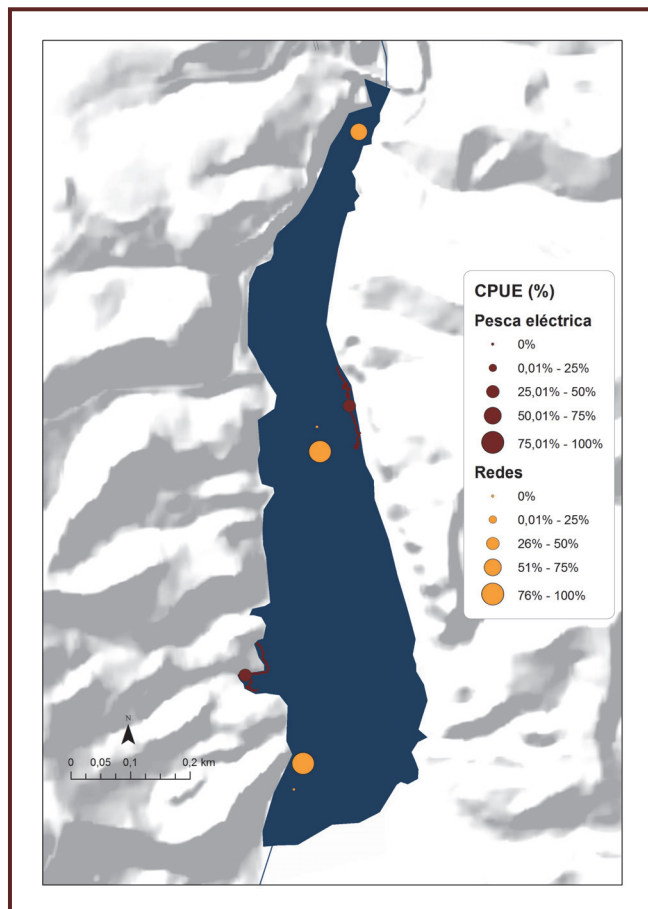 CPUE (%)
Pesca eléctrica
0%
0,01% - 25%
25,01% - 50%
50,01% - 75%
75,01% - 100%
Redes
0%
0,01% - 25%
26% - 50%
51% - 75%
76% - 100%
N
0 0,05 0,1 0,2 km